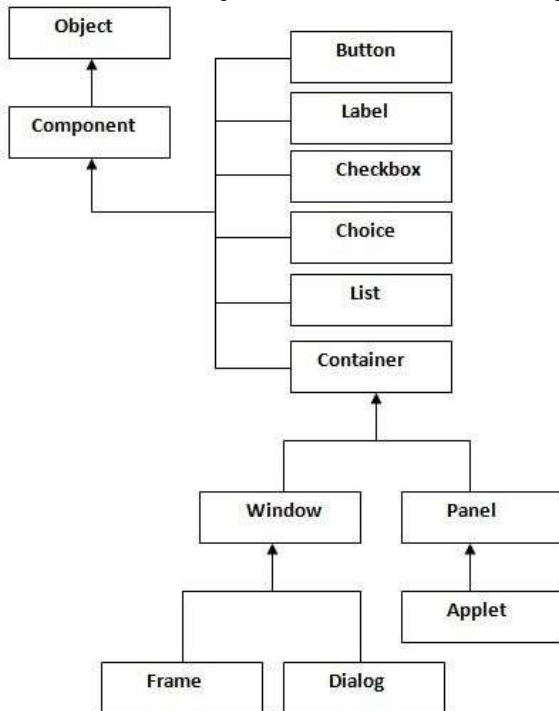 Object
Button
Component
Label
Checkbox
Choice
List
Container
Window
Panel
Applet
Frame
Dialog